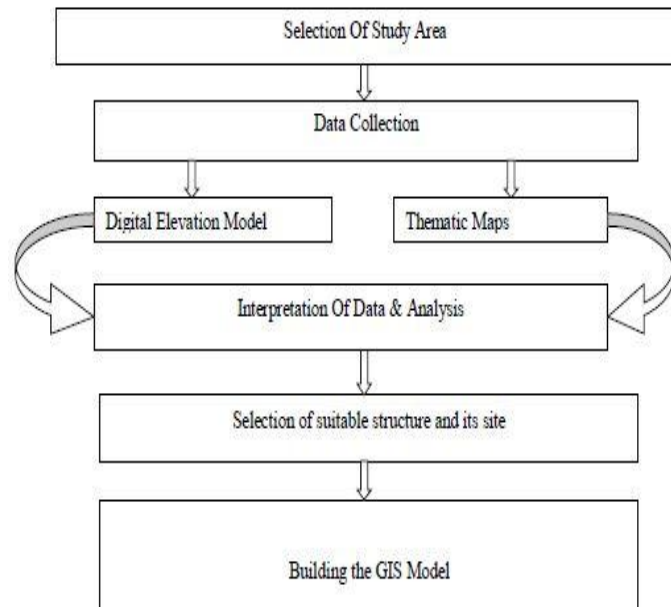 Selection Of Study Area
Data Collection
Digital Elevation Model
Thematic Maps
Interpretation Of Data & Analysis
Selection of suitable structure and its site
Building the GIS Model